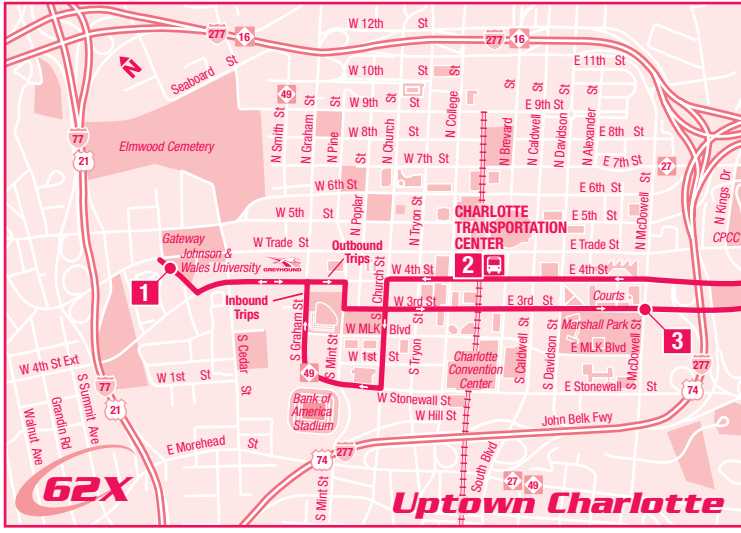 W 12th St
277
16
277
16
Seaboard St
W 10th St
E 11th St
49
N Smith St
N Graham St
N Pine St
W 9th St
N Church St
N College St
N Brevard St
E 9th St
N Caldwell St
N Davidson St
N Alexander St
W 8th St
E 8th St
77
21
Elmwood Cemetery
W 7th St
E 7th St
27
W 6th St
E 6th St
N Poplar St
N Tryon St
N McDowell St
N Kings Dr
CPCC
W 5th St
E 5th St
CHARLOTTE
TRANSPORTATION
CENTER
Gateway
Johnson &
Wales University
W Trade St
E Trade St
GREYHOUND
Outbound
Trips
1
2
W 4th St
E 4th St
S Church St
Inbound
Trips
W 3rd St
E 3rd St
Courts
3
S Graham St
S Mint St
W MLK Blvd
Marshall Park
E MLK Blvd
S Cedar St
W 1st St
S Tryon St
Charlotte
Convention
Center
S Caldwell St
S Davidson St
S McDowell St
W 4th St Ext
W 1st St
49
277
74
77
21
E Stonewall St
Bank of
America
Stadium
W Stonewall St
W Hill St
John Belk Fwy
Walnut Ave
Grandin Rd
S Summit Ave
E Morehead St
277
74
S Mint St
South Blvd
27
49
62X
Uptown Charlotte
N